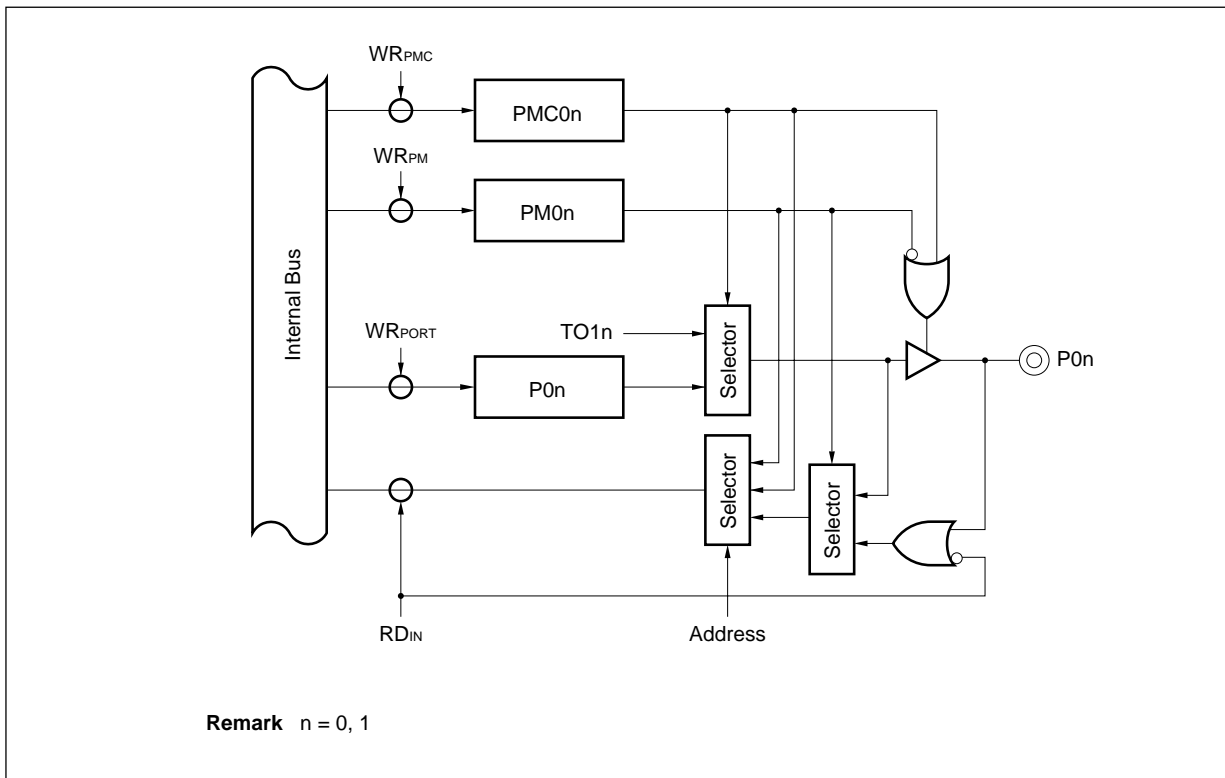 WRPMC
PMC0n
WRPM
PM0n
Internal Bus
TO1n
WRPORT
P0n
Selector
P0n
Selector
Selector
RDIN
Address
Remark n = 0, 1